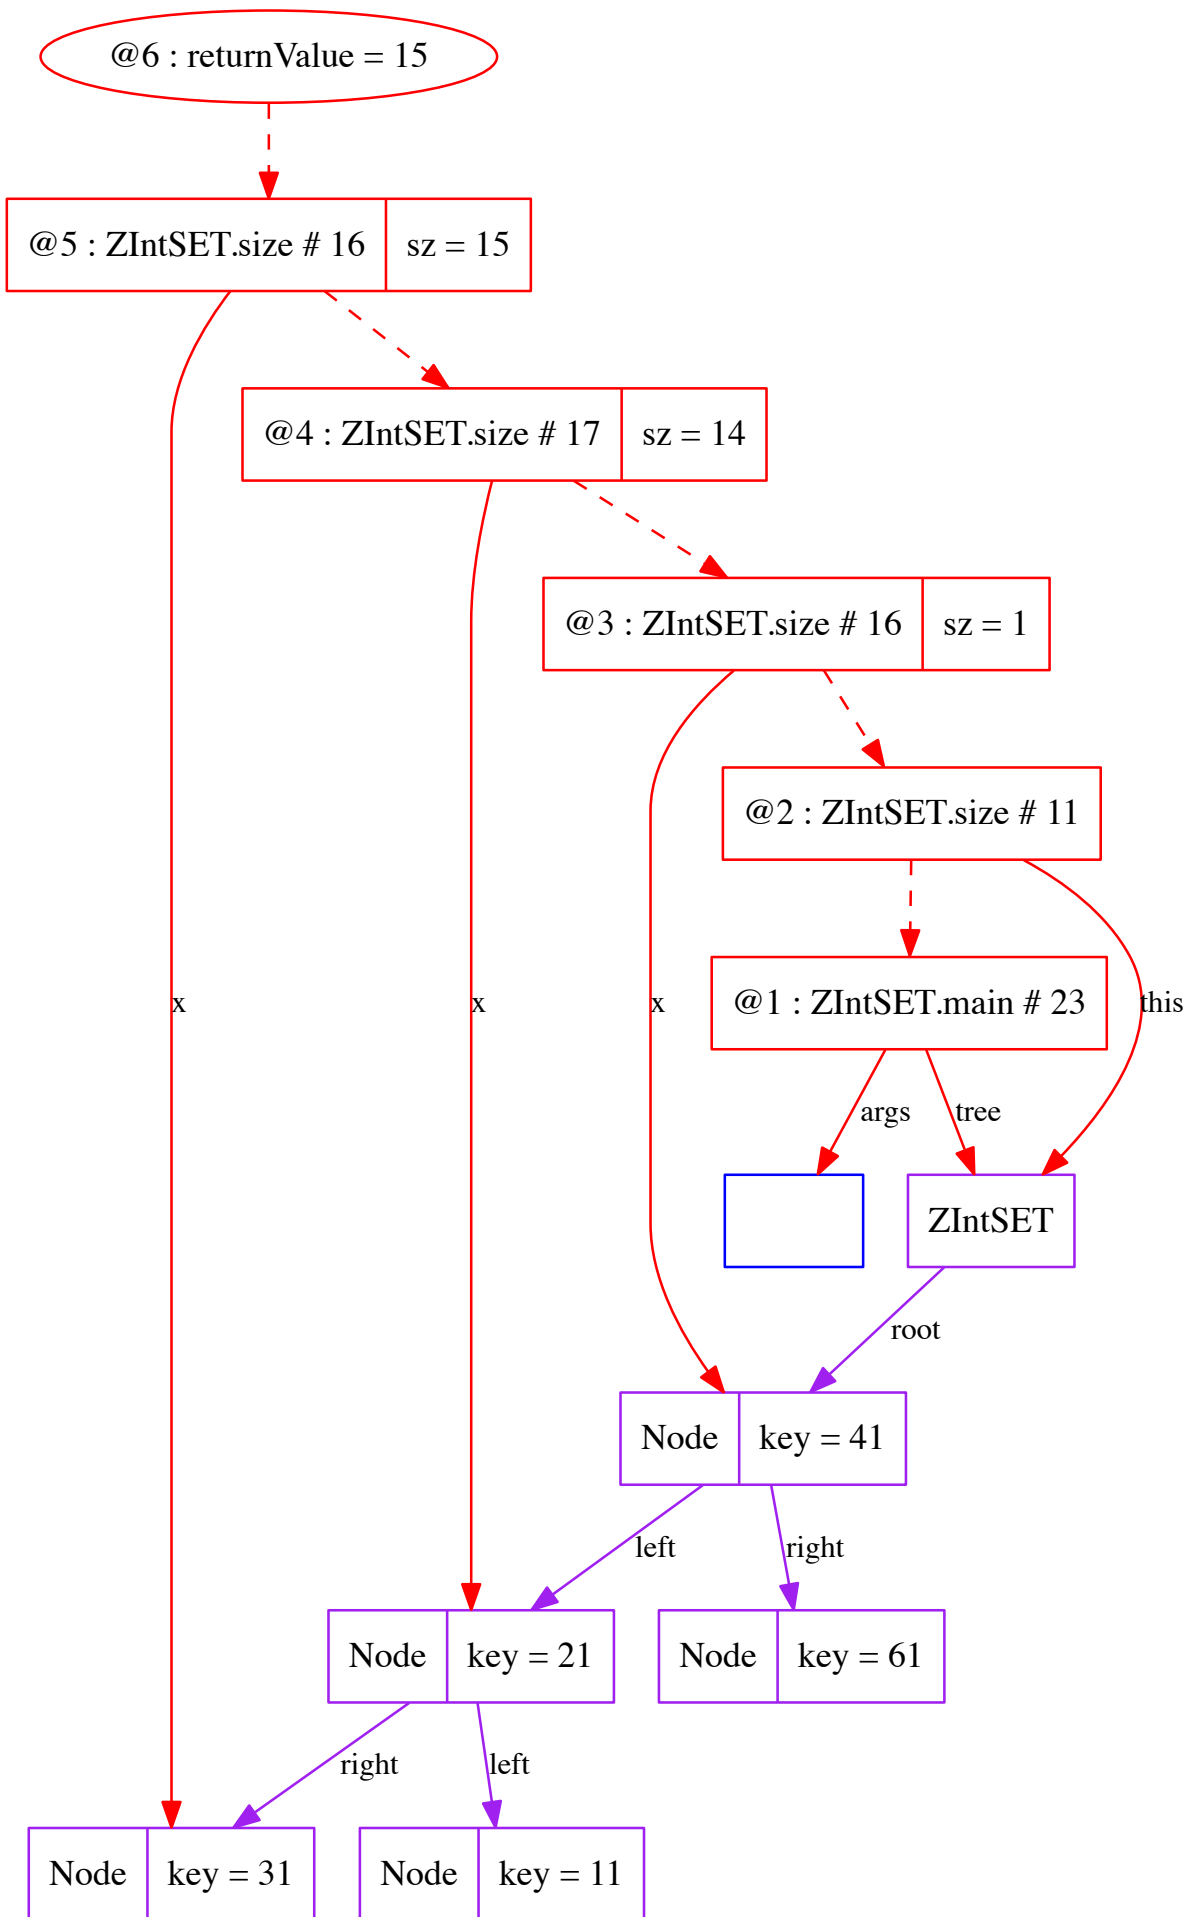 @6 : returnValue = 15
@5 : ZIntSET.size # 16 sz = 15
@4 : ZIntSET.size # 17 sz = 14
@3 : ZIntSET.size # 16 sz = 1
@2 : ZIntSET.size # 11
x x x @1 : ZIntSET.main # 23 this
args tree
ZIntSET
root
Node key = 41
left right
Node key = 21 Node key = 61
right left
Node key = 31 Node key = 11